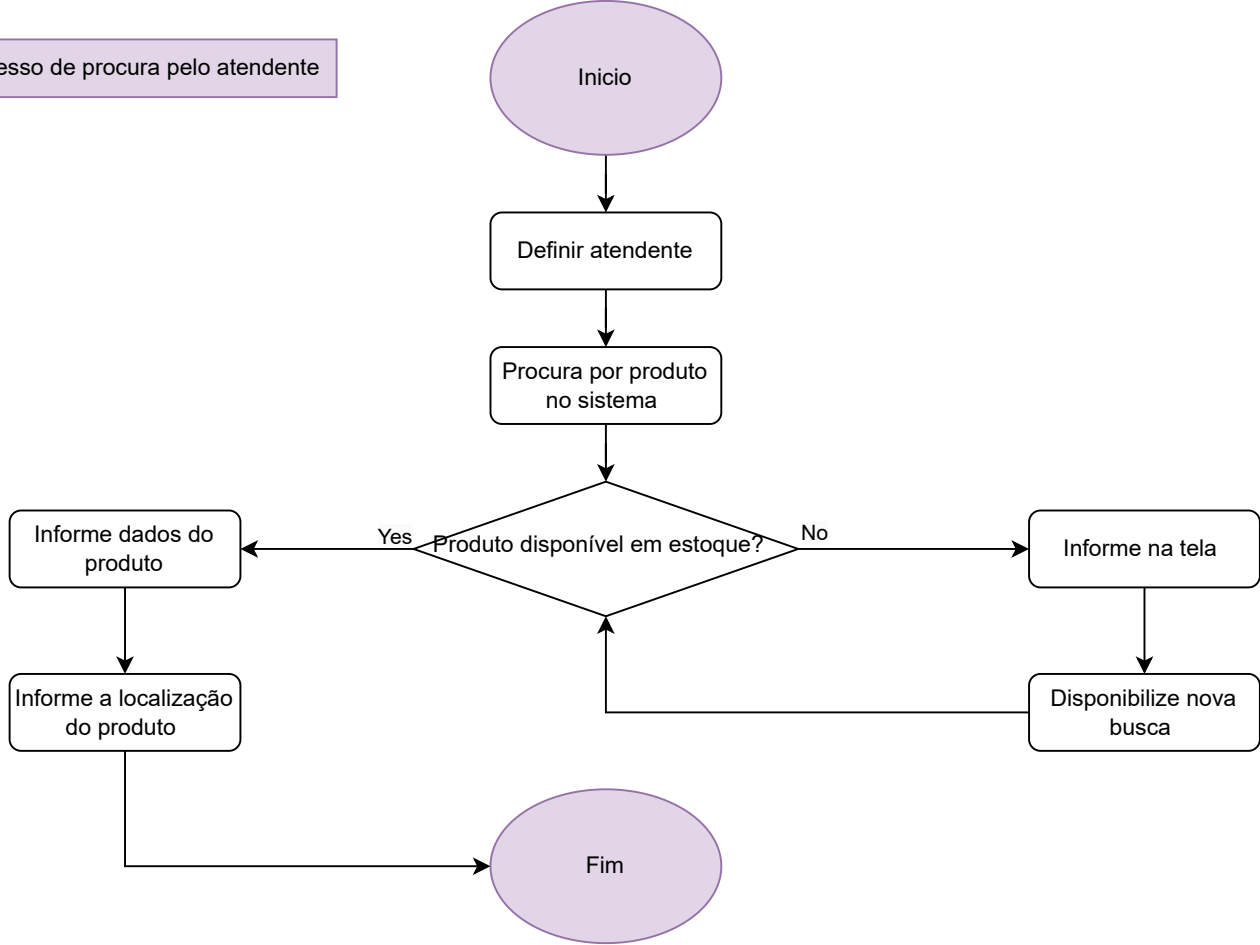 de procura pelo atendente
Inicio
Definir atendente
Procura por produto
no sistema
Produto disponível em estoque?
Yes
No
Informe dados do
produto
Informe na tela
Informe a localização
do produto
Disponibilize nova
busca
Fim